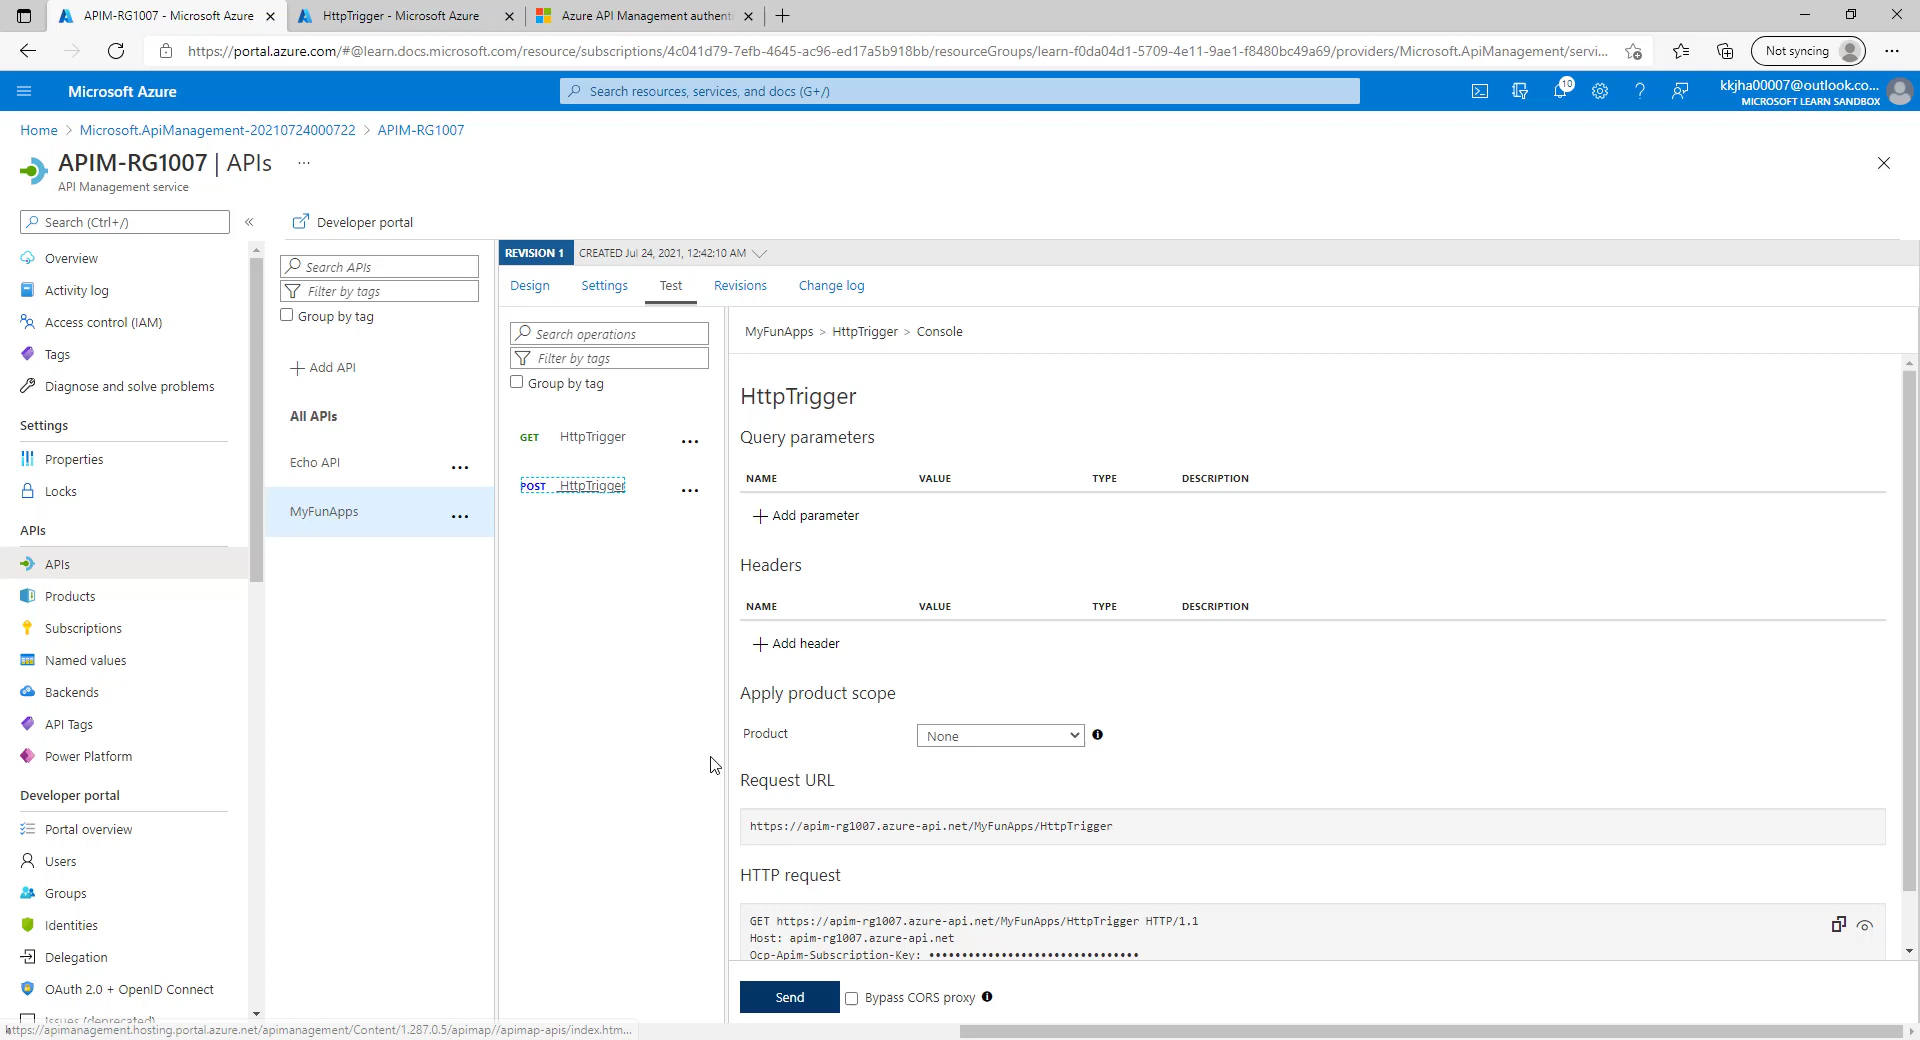 APIM-RG1007 - Microsoft Azure
HttpTrigger - Microsoft Azure
Azure API Management authenti
https://portal.azure.com/#@learn.docs.microsoft.com/resource/subscriptions/4c041d79-7efb-4645-ac96-ed17a5b918bb/resourceGroups/learn-f0da04d1-5709-4e11-9ae1-f8480bc49a69/providers/Microsoft.ApiManagement/servi...
Not syncing
Microsoft Azure
Search resources, services, and docs (G+/)
10
kkjha00007@outlook.co...
MICROSOFT LEARN SANDBOX
Home > Microsoft.ApiManagement-20210724000722 > APIM-RG1007
APIM-RG1007 | APIs ...
API Management service
Search (Ctrl+/)
Overview
Activity log
Access control (IAM)
Tags
Diagnose and solve problems
Settings
Properties
Locks
APIs
APIs
Products
Subscriptions
Named values
Backends
API Tags
Power Platform
Developer portal
Portal overview
Users
Groups
Identities
Delegation
OAuth 2.0 + OpenID Connect
Issues (deprecated)
https://apimanagement.hosting.portal.azure.net/apimanagement/Content/1.287.0.5/apimap//apimap-apis/index.htm...
Developer portal
Search APIs
Filter by tags
Group by tag
Add API
All APIs
Echo API ...
MyFunApps ...
REVISION 1 CREATED Jul 24, 2021, 12:42:10 AM
Design Settings Test Revisions Change log
Search operations
Filter by tags
Group by tag
GET HttpTrigger ...
POST HttpTrigger ...
MyFunApps > HttpTrigger > Console
HttpTrigger
Query parameters
NAME VALUE TYPE DESCRIPTION
Add parameter
Headers
NAME VALUE TYPE DESCRIPTION
Add header
Apply product scope
Product None
Request URL
https://apim-rg1007.azure-api.net/MyFunApps/HttpTrigger
HTTP request
GET https://apim-rg1007.azure-api.net/MyFunApps/HttpTrigger HTTP/1.1
Host: apim-rg1007.azure-api.net
Ocp-Apim-Subscription-Key: ••••••••••••••••••••••••••••••••
Send Bypass CORS proxy